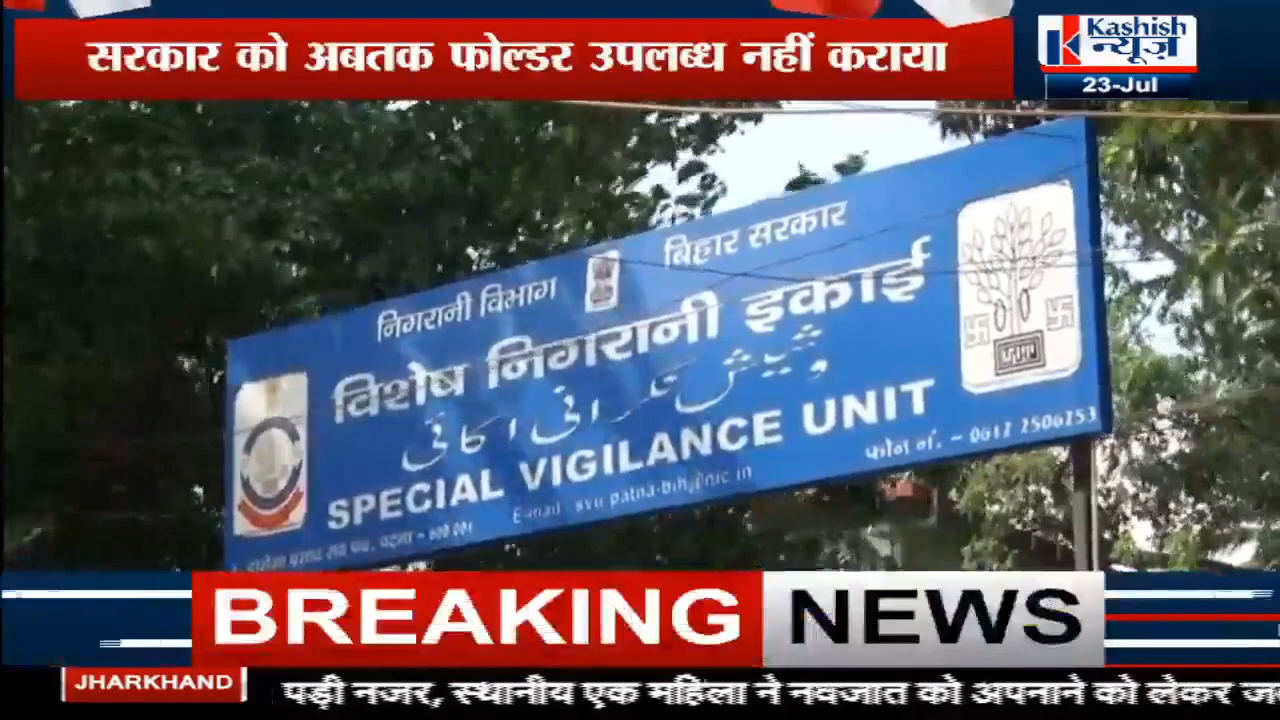 सरकार को अबतक फोल्डर उपलब्ध नहीं कराया
Kashish
न्यूज़
23-Jul
निगरानी विभाग
बिहार सरकार
विशेष निगरानी इकाई
SPECIAL VIGILANCE UNIT
फोन नं. - 0612 2506253
E-mail svu patna-bih@nic.in
BREAKING NEWS
JHARKHAND
पड़ी नजर, स्थानीय एक महिला ने नवजात को अपनाने को लेकर